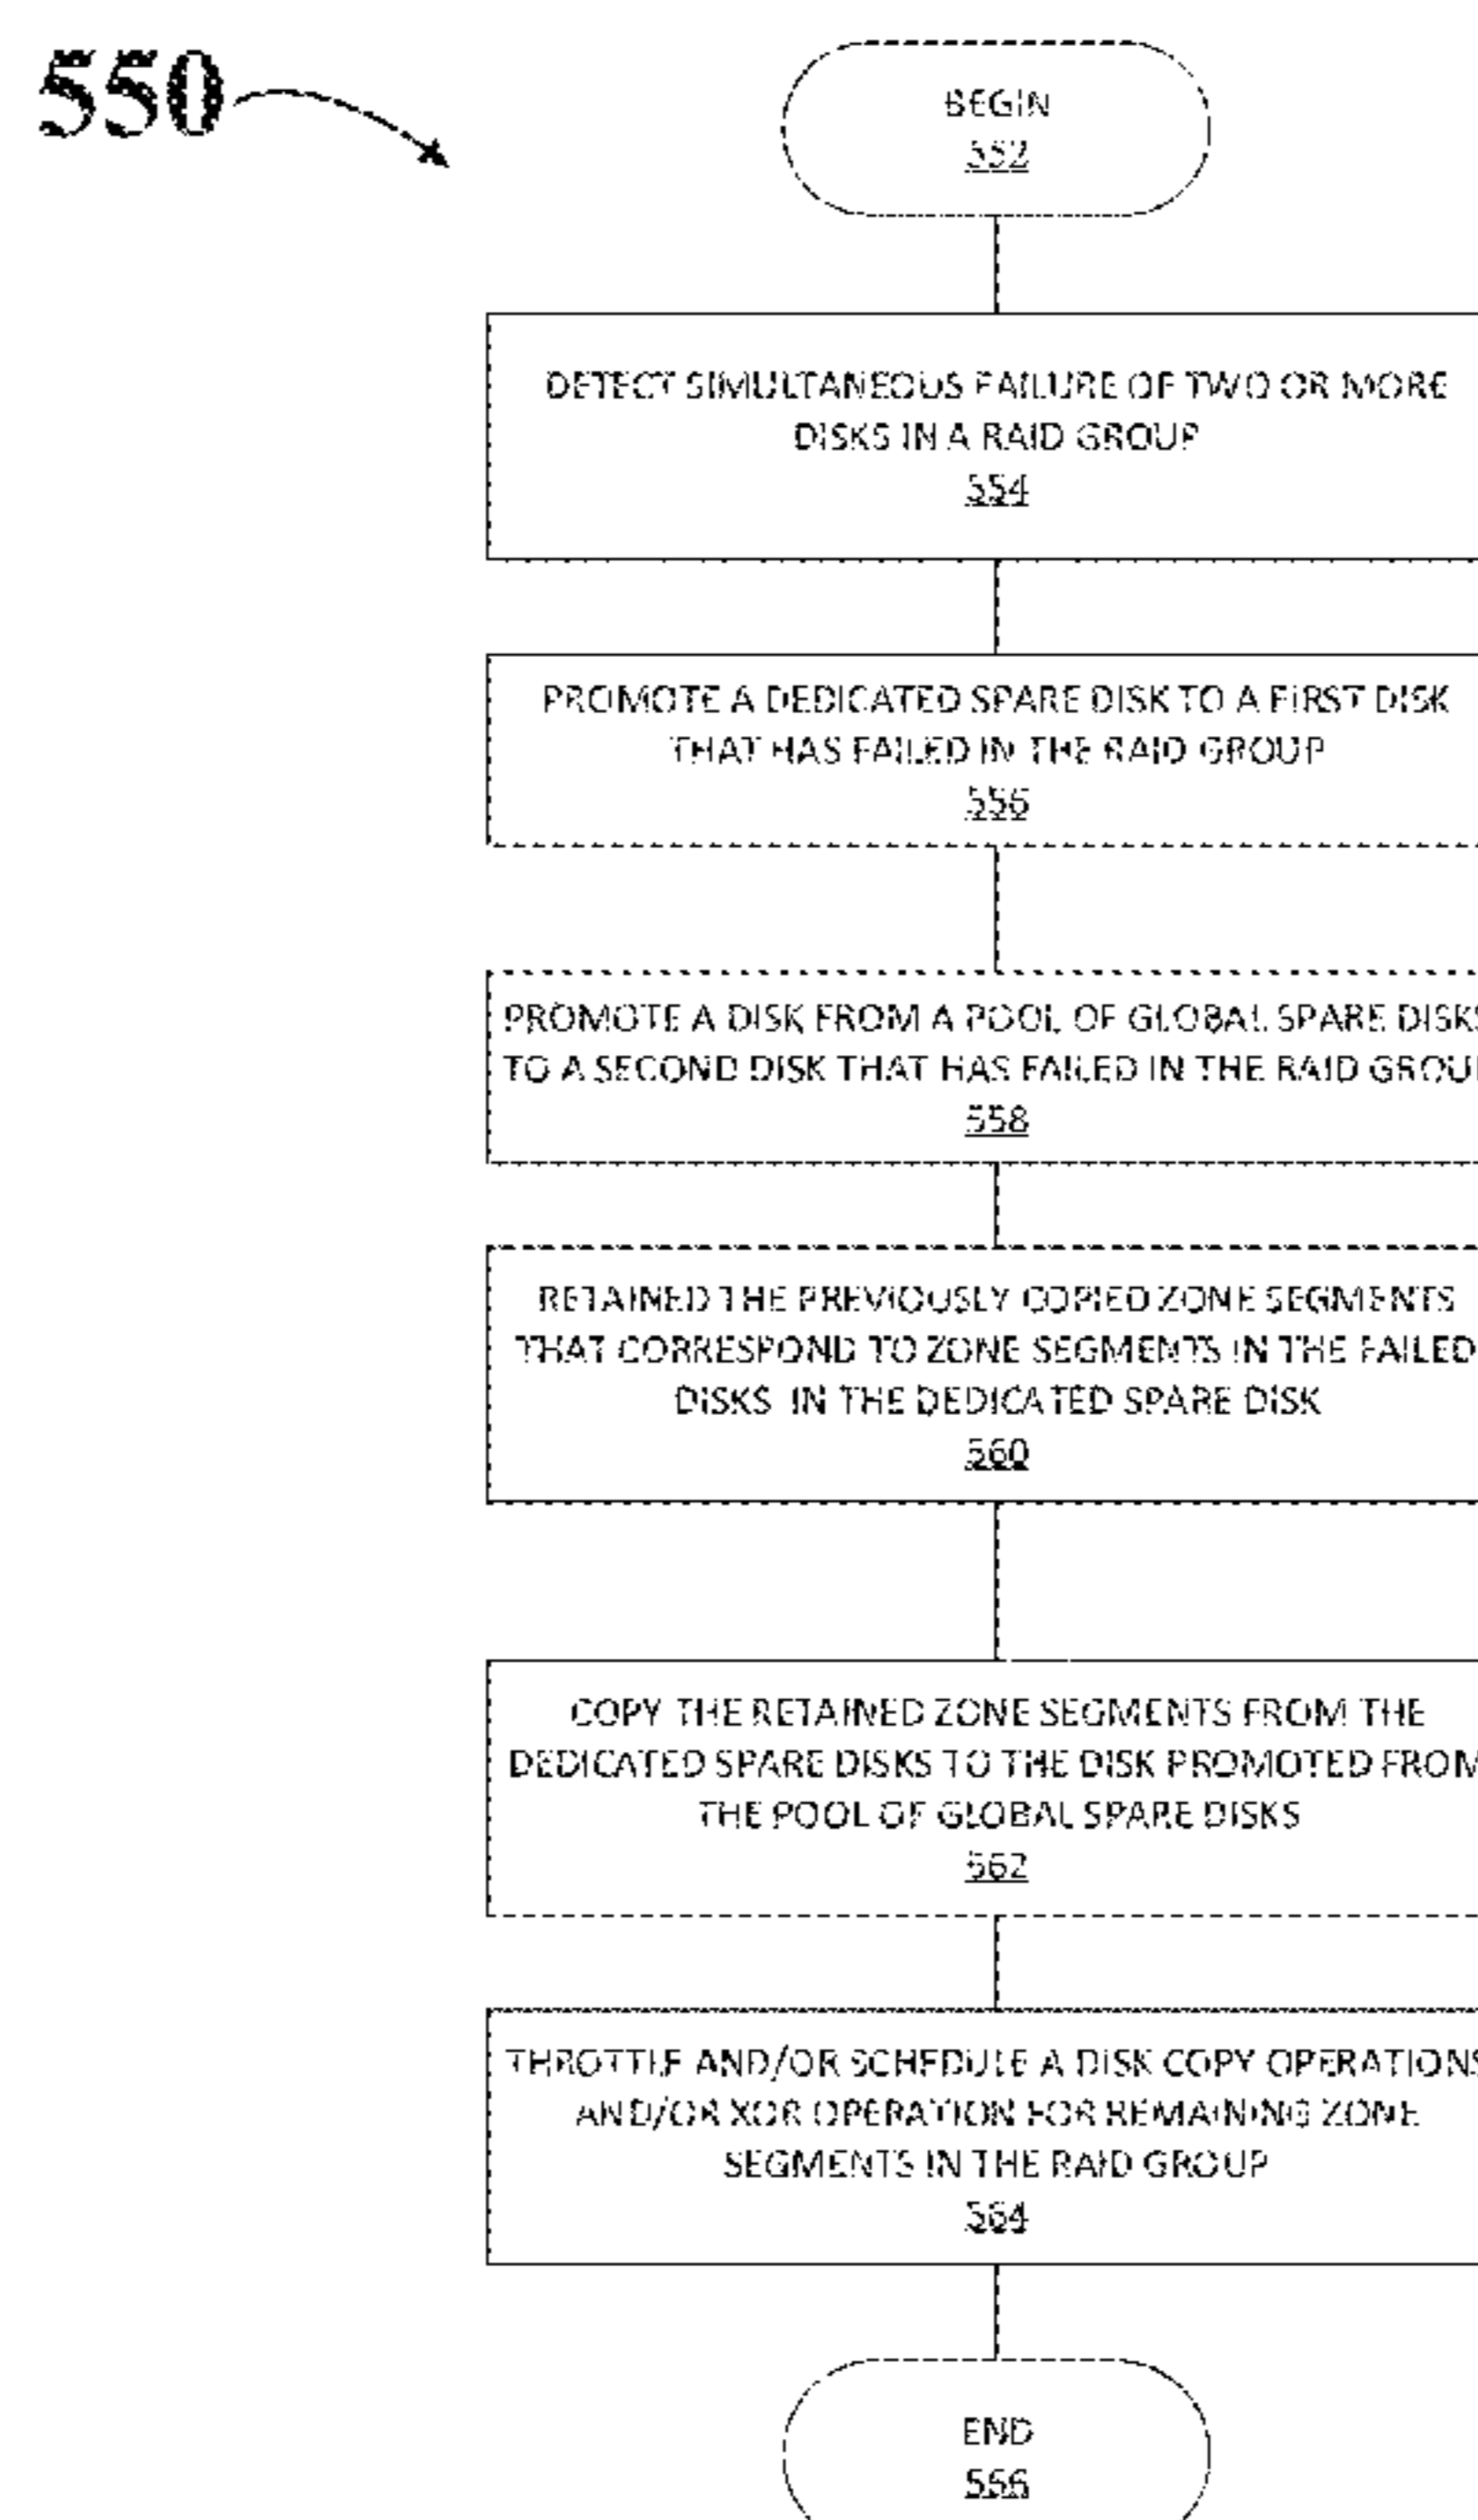 550
BEGIN
552
DETECT SIMULTANEOUS FAILURE OF TWO OR MORE
DISKS IN A RAID GROUP
554
PROMOTE A DEDICATED SPARE DISK TO A FIRST DISK
THAT HAS FAILED IN THE RAID GROUP
556
PROMOTE A DISK FROM A POOL OF GLOBAL SPARE DISKS
TO A SECOND DISK THAT HAS FAILED IN THE RAID GROUP
558
RETAINED THE PREVIOUSLY COPIED ZONE SEGMENTS
THAT CORRESPOND TO ZONE SEGMENTS IN THE FAILED
DISKS IN THE DEDICATED SPARE DISK
560
COPY THE RETAINED ZONE SEGMENTS FROM THE
DEDICATED SPARE DISKS TO THE DISK PROMOTED FROM
THE POOL OF GLOBAL SPARE DISKS
562
THROTTLE AND/OR SCHEDULE A DISK COPY OPERATIONS
AND/OR XOR OPERATION FOR REMAINING ZONE
SEGMENTS IN THE RAID GROUP
564
END
566